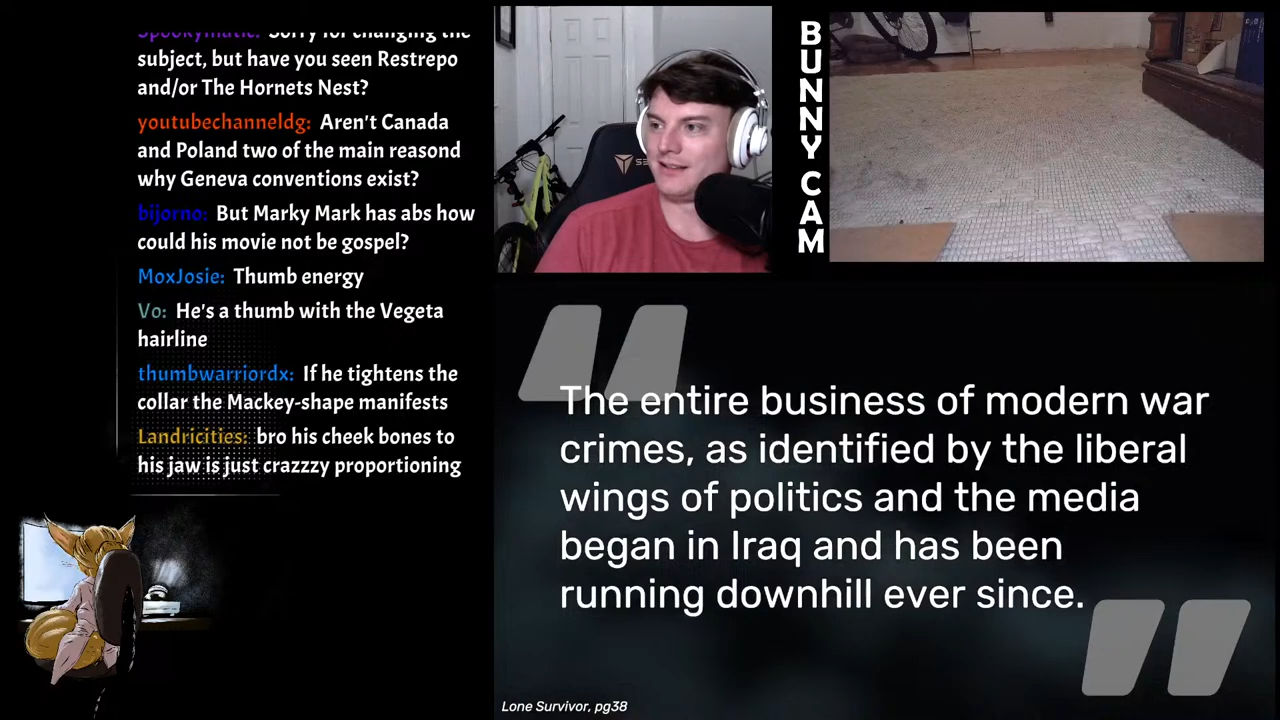 Spookymatic: Sorry for changing the
subject, but have you seen Restrepo
and/or The Hornets Nest?
youtubechanneldg: Aren't Canada
and Poland two of the main reasond
why Geneva conventions exist?
bijorno: But Marky Mark has abs how
could his movie not be gospel?
MoxJosie: Thumb energy
Vo: He's a thumb with the Vegeta
hairline
thumbwarriordx: If he tightens the
collar the Mackey-shape manifests
Landricities: bro his cheek bones to
his jaw is just crazzzy proportioning
BUNNY CAM
The entire business of modern war
crimes, as identified by the liberal
wings of politics and the media
began in Iraq and has been
running downhill ever since.
Lone Survivor, pg38